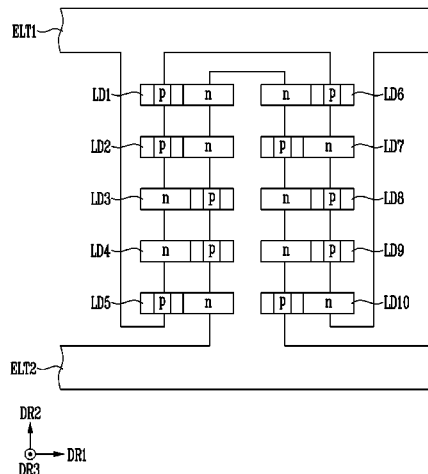 ELT1
LD1 p n n p LD6
LD2 p n p n LD7
LD3 n p n p LD8
LD4 n p n p LD9
LD5 p n p n LD10
ELT2
DR2
DR1
DR3